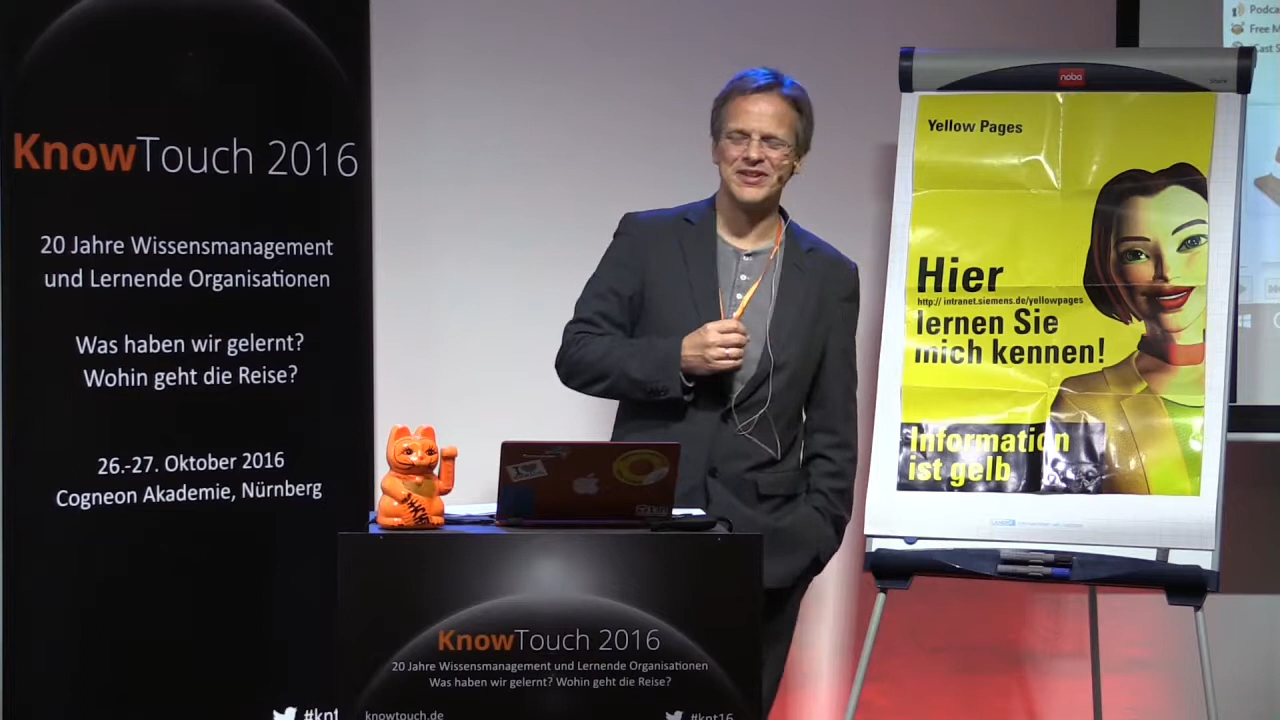 KnowTouch 2016
20 Jahre Wissensmanagement
und Lernende Organisationen
Was haben wir gelernt?
Wohin geht die Reise?
26.-27. Oktober 2016
Cogneon Akademie, Nürnberg
#knt
KnowTouch 2016
20 Jahre Wissensmanagement und Lernende Organisationen
Was haben wir gelernt? Wohin geht die Reise?
knowtouch.de
#knt16
nobo
Yellow Pages
Hier
http://intranet.siemens.de/yellowpages
lernen Sie
mich kennen!
Information
ist gelb
Podca
Free M
Cast S